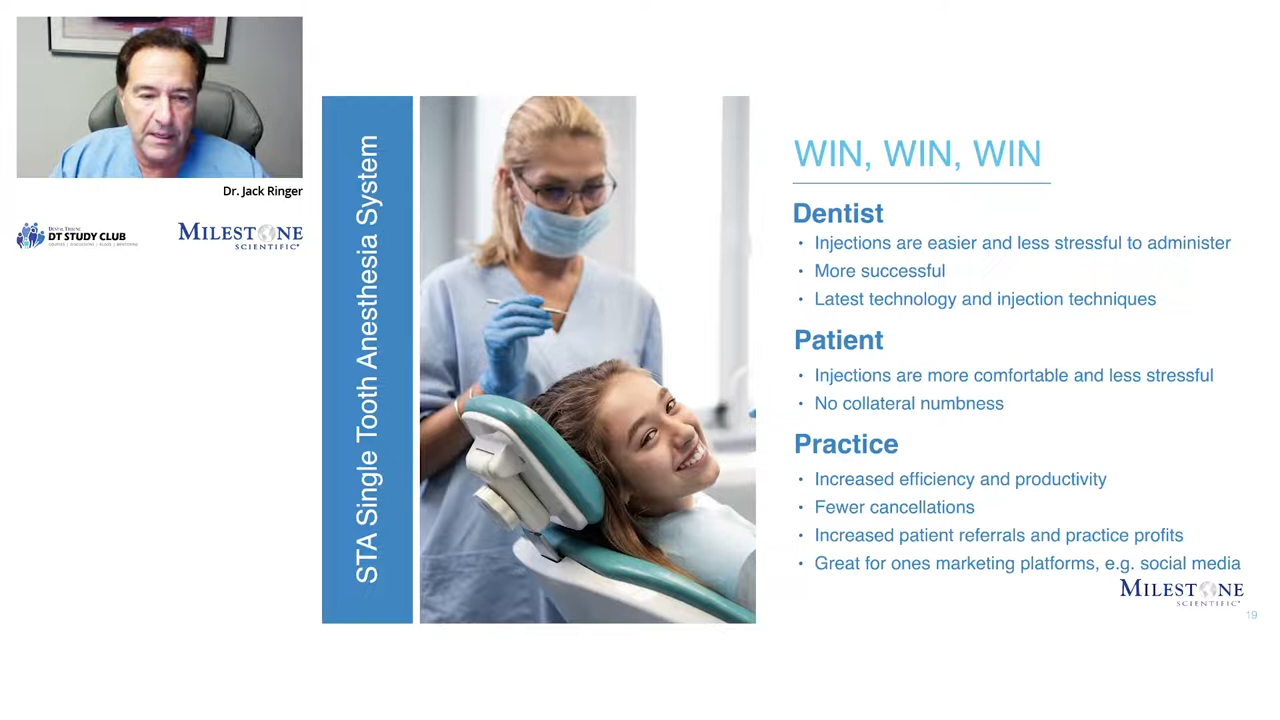 Dr. Jack Ringer
DENTAL TRIBUNE
DT STUDY CLUB
MILESTONE
SCIENTIFIC
STA Single Tooth Anesthesia System
WIN, WIN, WIN
Dentist
• Injections are easier and less stressful to administer
• More successful
• Latest technology and injection techniques
Patient
• Injections are more comfortable and less stressful
• No collateral numbness
Practice
• Increased efficiency and productivity
• Fewer cancellations
• Increased patient referrals and practice profits
• Great for ones marketing platforms, e.g. social media
MILESTONE
SCIENTIFIC
19